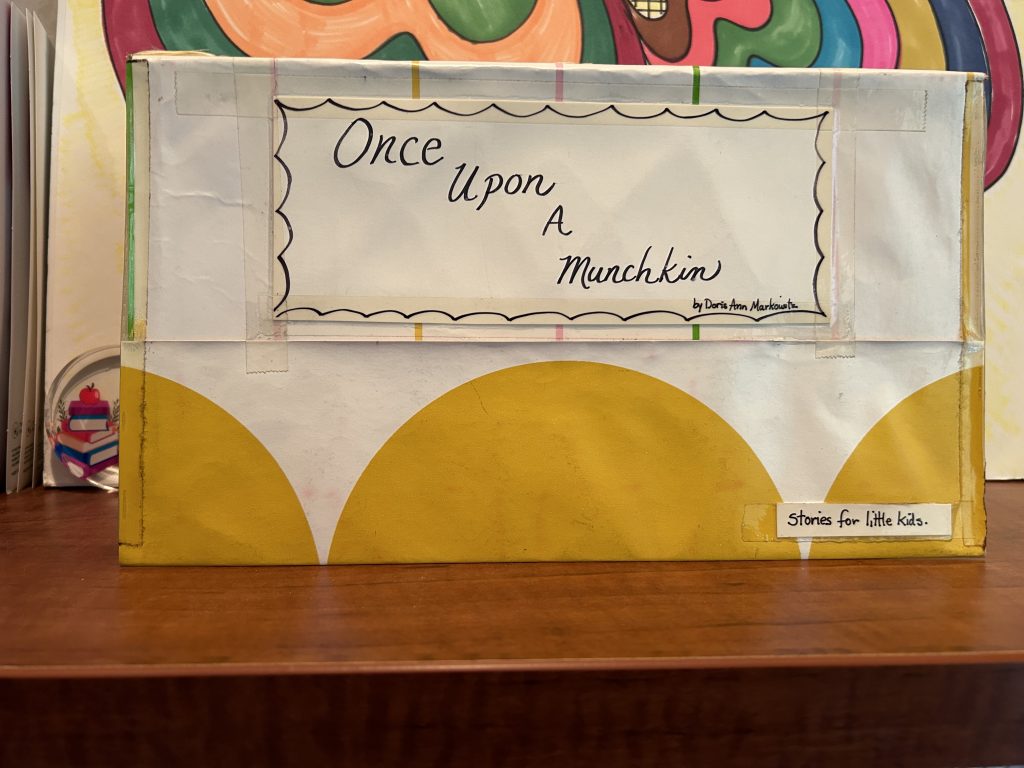 Once
Upon
A
Munchkin
by Doris Ann Markowitz
Stories for little kids.